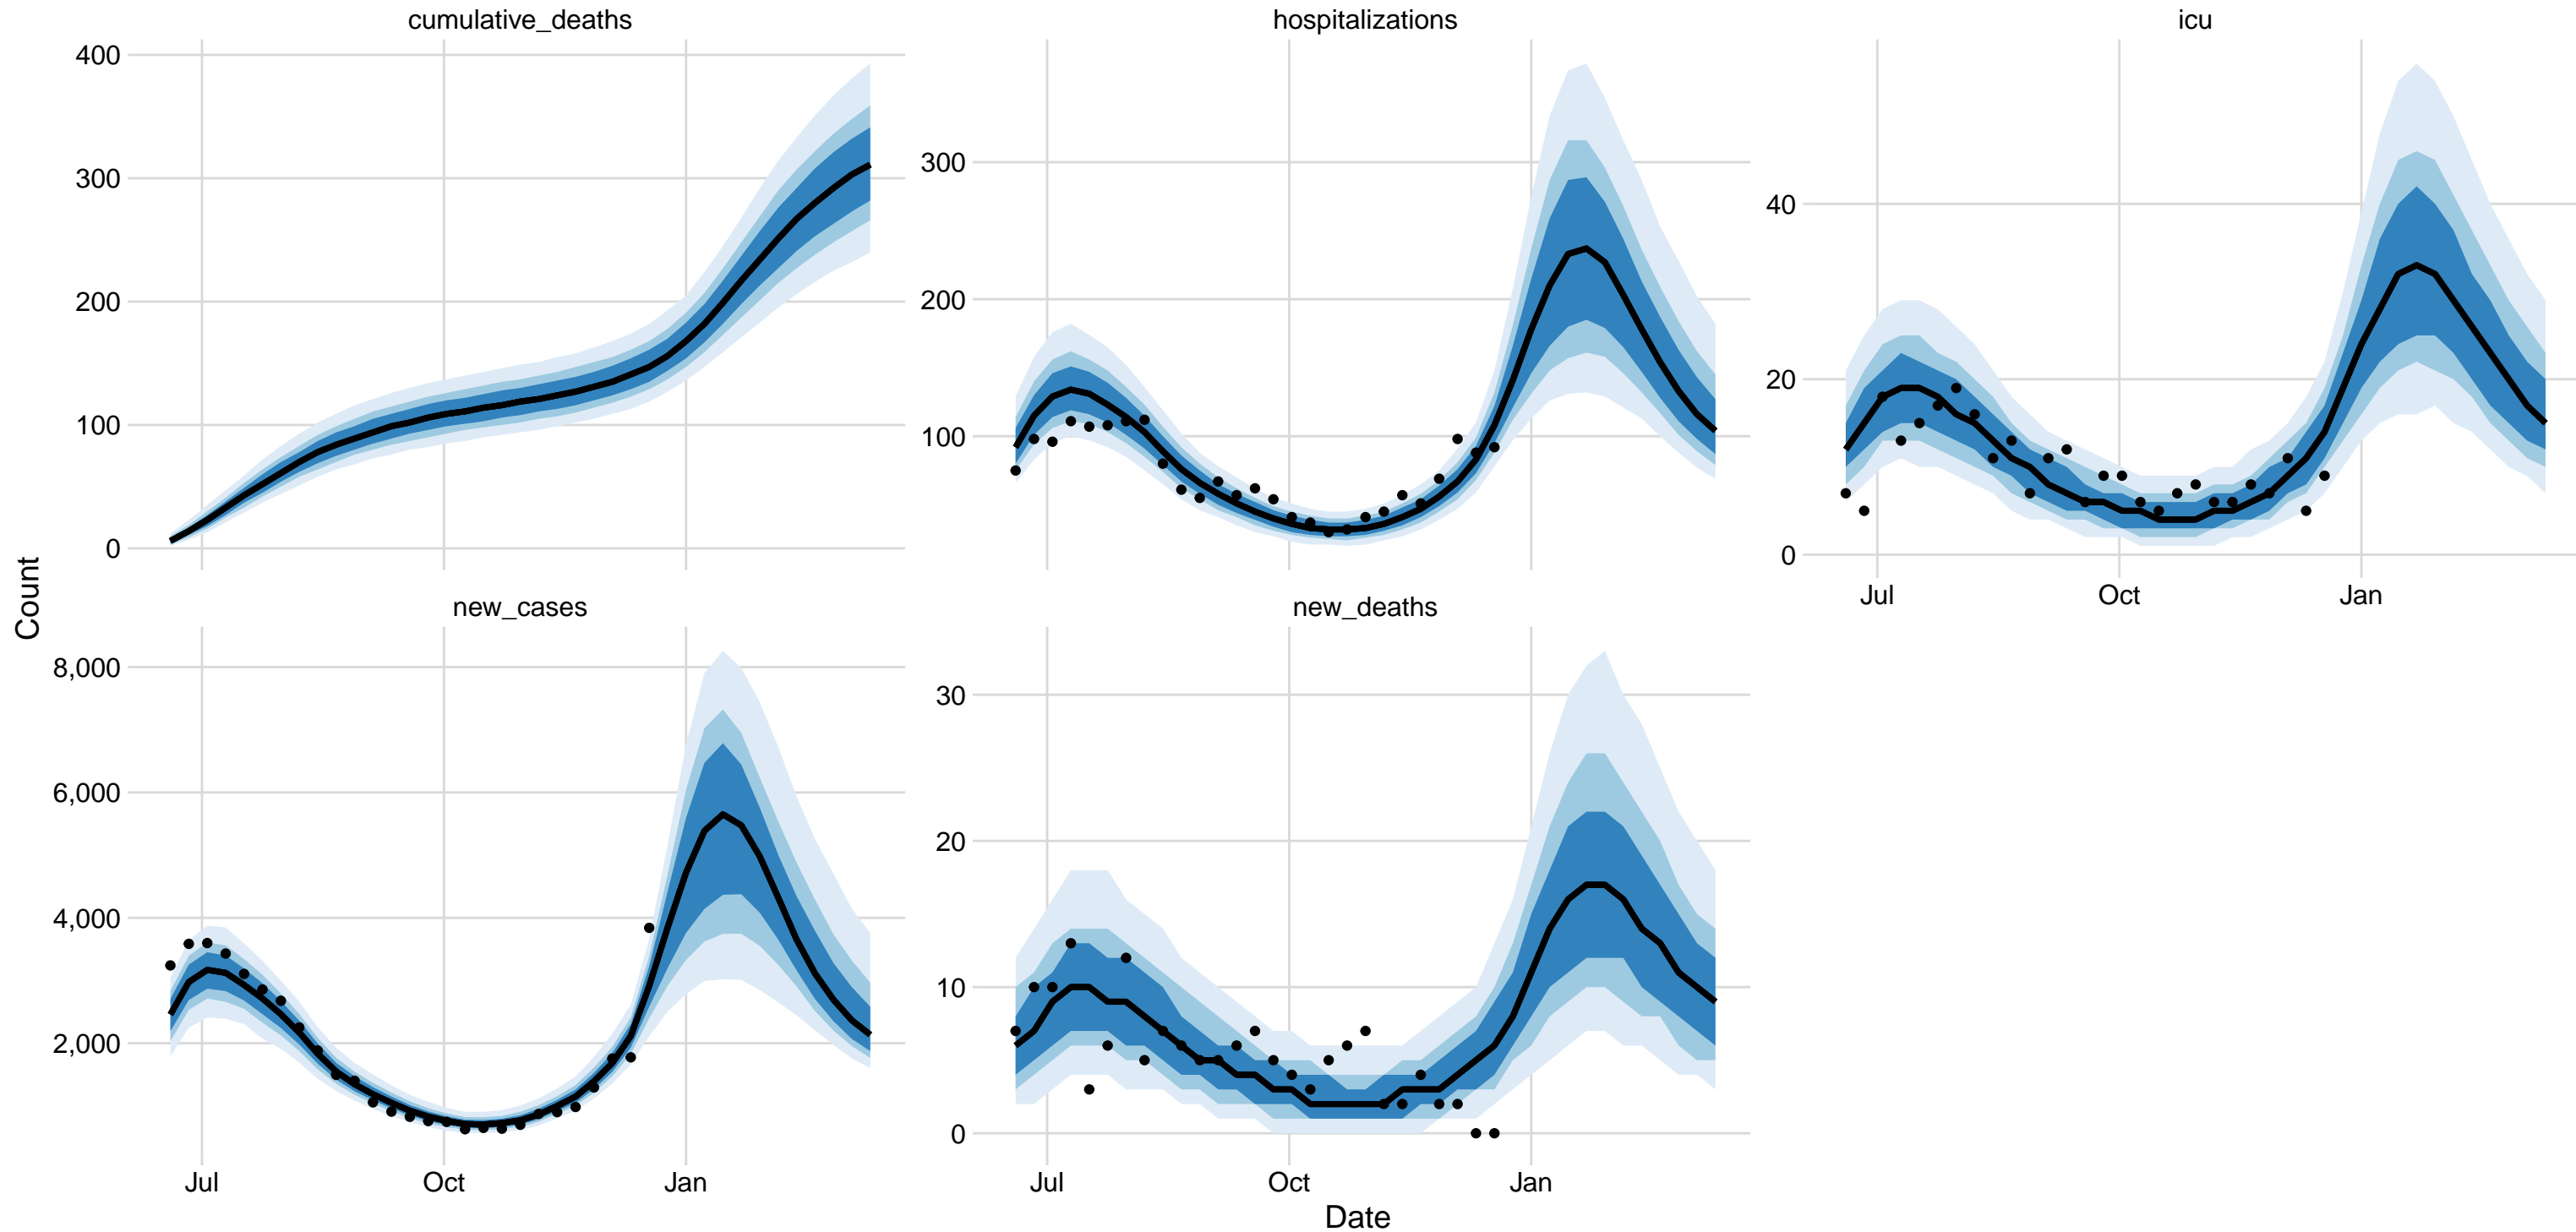 cumulative_deaths
400
300
200
100
0
hospitalizations
300
200
100
icu
40
20
0
Jul
Oct
Jan
Count
new_cases
8,000
6,000
4,000
2,000
Jul
Oct
Jan
new_deaths
30
20
10
0
Jul
Oct
Jan
Date